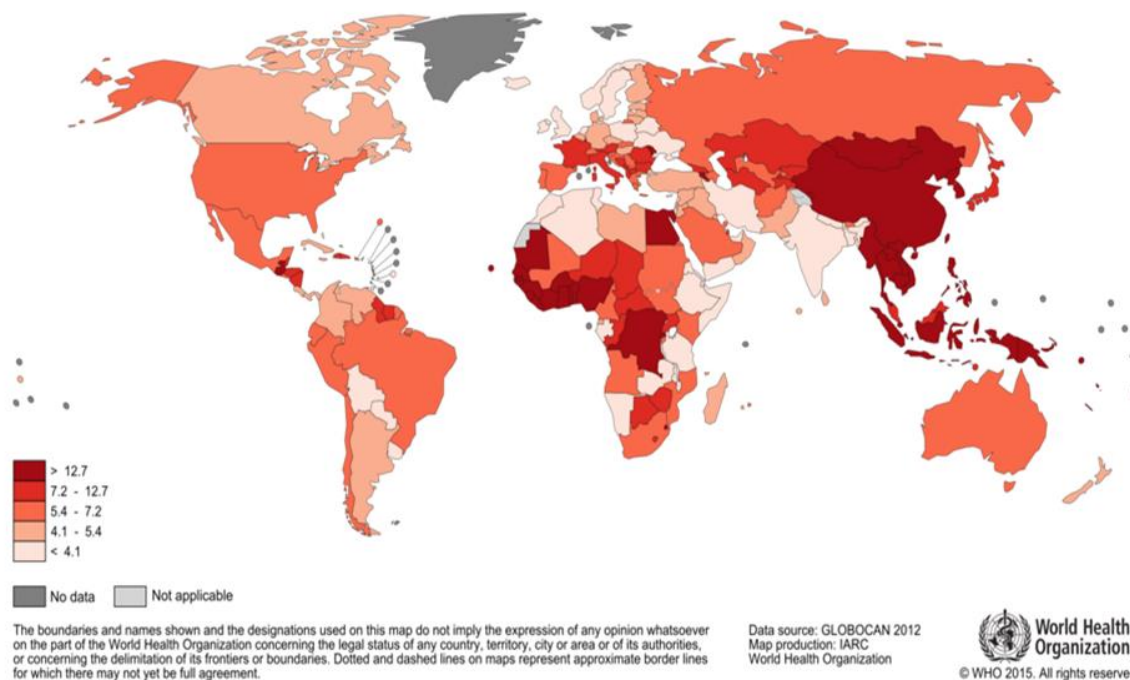 > 12.7
7.2 - 12.7
5.4 - 7.2
4.1 - 5.4
< 4.1
No data
Not applicable
The boundaries and names shown and the designations used on this map do not imply the expression of any opinion whatsoever
on the part of the World Health Organization concerning the legal status of any country, territory, city or area or of its authorities,
or concerning the delimitation of its frontiers or boundaries. Dotted and dashed lines on maps represent approximate border lines
for which there may not yet be full agreement.
Data source: GLOBOCAN 2012
Map production: IARC
World Health Organization
World Health
Organization
© WHO 2015. All rights reserve